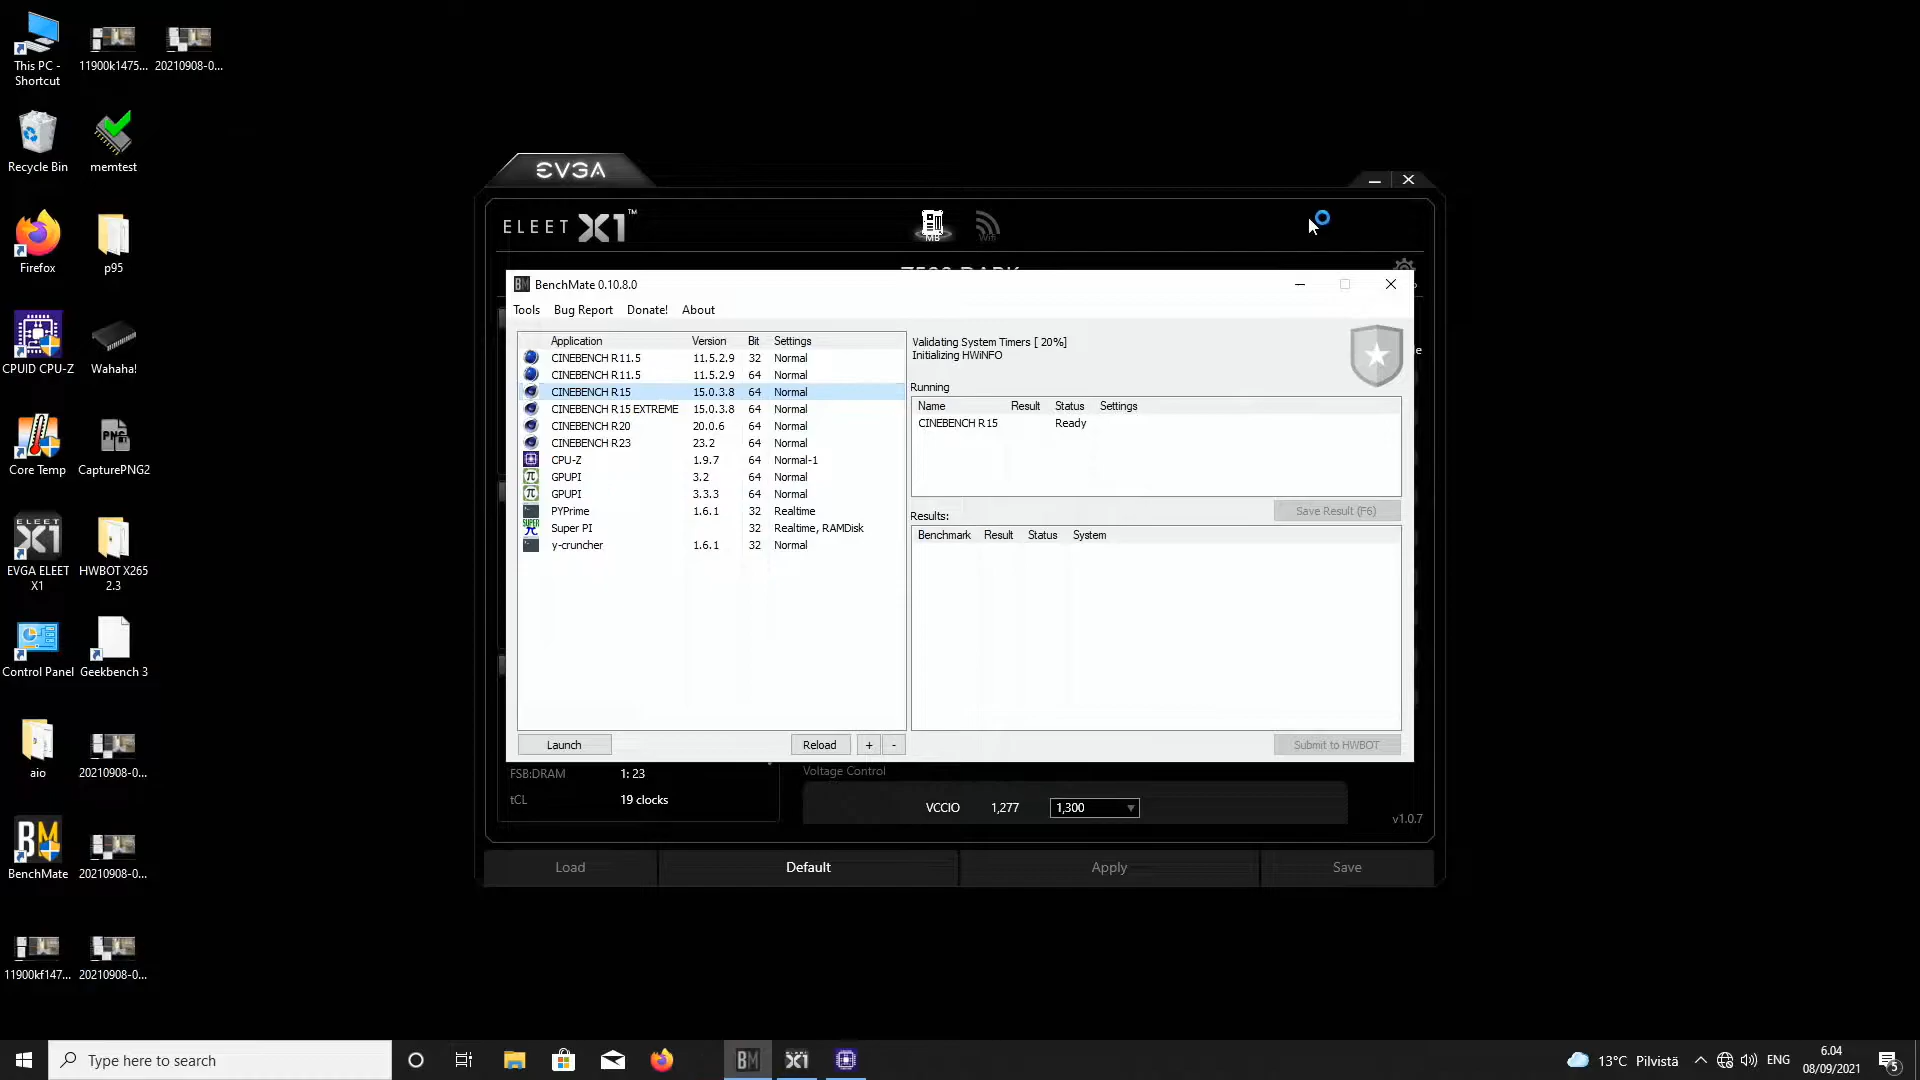 This PC - Shortcut
11900k1475...
20210908-0...
Recycle Bin
memtest
Firefox
p95
CPUID CPU-Z
Wahaha!
Core Temp
CapturePNG2
EVGA ELEET X1
HWBOT X265 2.3
Control Panel
Geekbench 3
aio
20210908-0...
BenchMate
20210908-0...
11900kf147...
20210908-0...
EVGA
ELEET X1™
MB
Wifi
BenchMate 0.10.8.0
Tools Bug Report Donate! About
Application Version Bit Settings
CINEBENCH R11.5 11.5.2.9 32 Normal
CINEBENCH R11.5 11.5.2.9 64 Normal
CINEBENCH R15 15.0.3.8 64 Normal
CINEBENCH R15 EXTREME 15.0.3.8 64 Normal
CINEBENCH R20 20.0.6 64 Normal
CINEBENCH R23 23.2 64 Normal
CPU-Z 1.9.7 64 Normal-1
GPUPI 3.2 64 Normal
GPUPI 3.3.3 64 Normal
PYPrime 1.6.1 32 Realtime
Super PI 32 Realtime, RAMDisk
y-cruncher 1.6.1 32 Normal
Launch
Reload
+
-
Validating System Timers [ 20%]
Initializing HWiNFO
Running
Name Result Status Settings
CINEBENCH R15 Ready
Save Result (F6)
Results:
Benchmark Result Status System
Submit to HWBOT
FSB:DRAM 1: 23
tCL 19 clocks
Voltage Control
VCCIO 1,277 1,300
v1.0.7
Load Default Apply Save
Type here to search
BM X1
13°C Pilvistä
ENG
6.04
08/09/2021
5